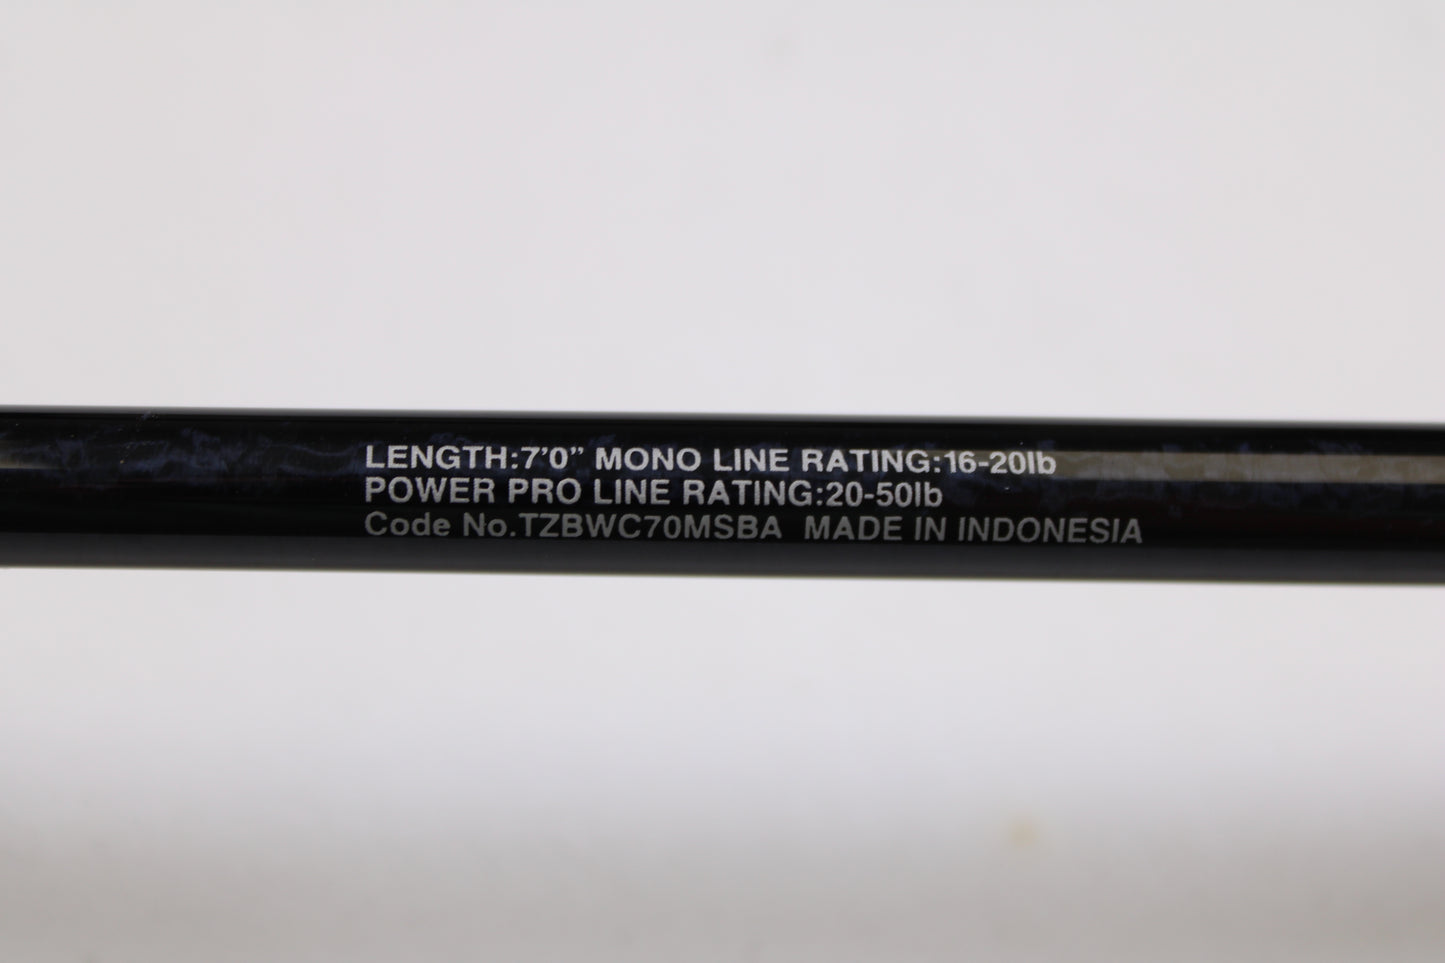 LENGTH:7'0” MONO LINE RATING:16-20lb
POWER PRO LINE RATING:20-50lb
Code No.TZBWC70MSBA MADE IN INDONESIA